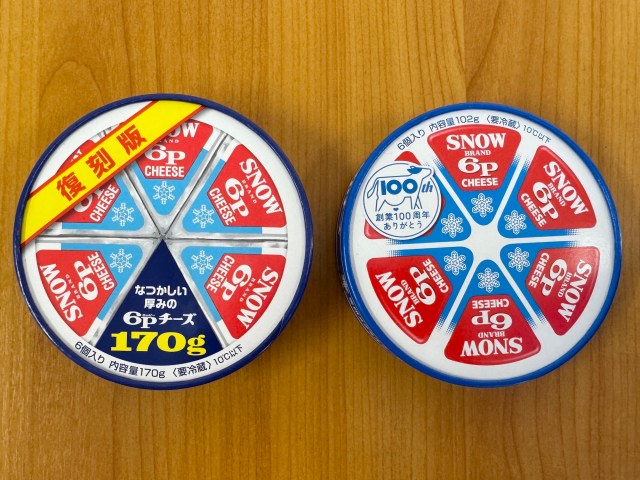 復刻版
SNOW
BRAND
6P
CHEESE
SNOW
BRAND
6P
CHEESE
SNOW
BRAND
6P
CHEESE
6P
CHEESE
SNOW
BRAND
6P
CHEESE
なつかしい
厚みの
6Pチーズ
170g
6個入り 内容量170g 〈要冷蔵〉10℃以下
6個入り 内容量102g 〈要冷蔵〉10℃以下
100th
創業100周年
ありがとう
SNOW
BRAND
6P
CHEESE
SNOW
BRAND
6P
CHEESE
SNOW
BRAND
6P
CHEESE
SNOW
BRAND
6P
CHEESE
SNOW
BRAND
6P
CHEESE